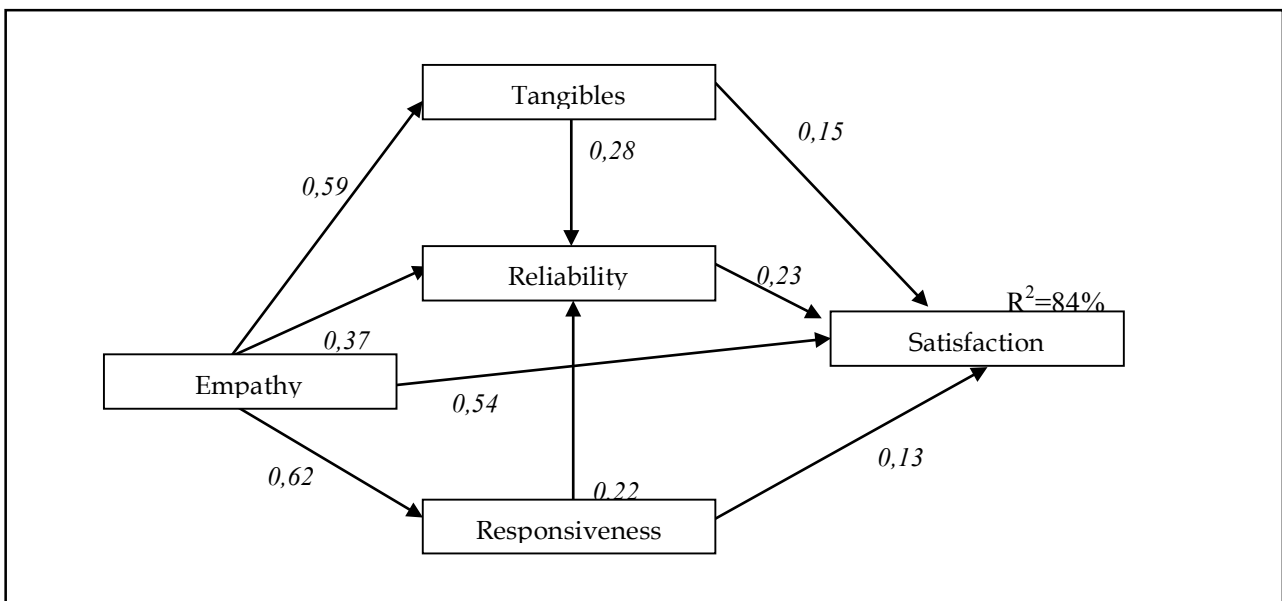 Tangibles
0,15
0,28
0,59
Reliability
0,23
R²=84%
0,37
Satisfaction
Empathy
0,54
0,62
0,13
0,22
Responsiveness